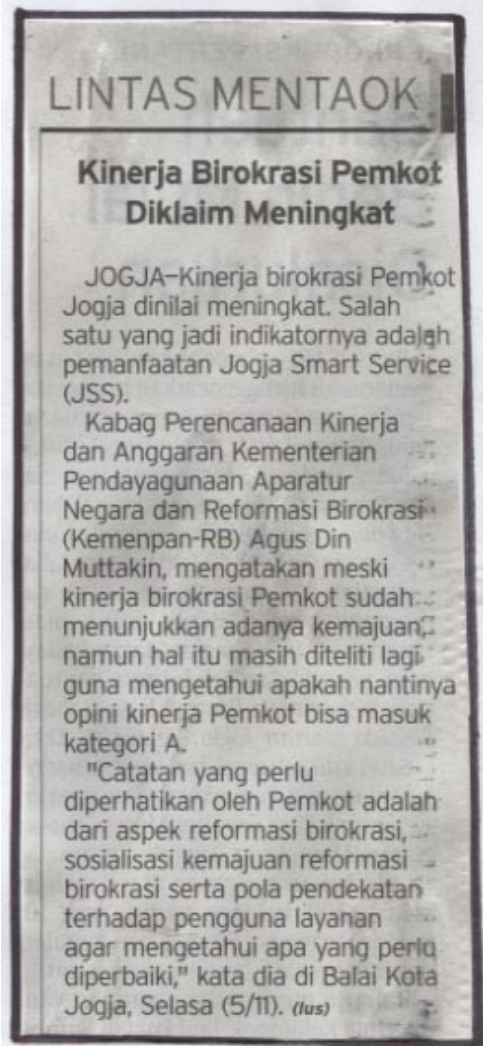 LINTAS MENTAOK
Kinerja Birokrasi Pemkot
Diklaim Meningkat
JOGJA–Kinerja birokrasi Pemkot
Jogja dinilai meningkat. Salah
satu yang jadi indikatornya adalah
pemanfaatan Jogja Smart Service
(JSS).
Kabag Perencanaan Kinerja
dan Anggaran Kementerian
Pendayagunaan Aparatur
Negara dan Reformasi Birokrasi
(Kemenpan-RB) Agus Din
Muttakin, mengatakan meski
kinerja birokrasi Pemkot sudah
menunjukkan adanya kemajuan,
namun hal itu masih diteliti lagi
guna mengetahui apakah nantinya
opini kinerja Pemkot bisa masuk
kategori A.
"Catatan yang perlu
diperhatikan oleh Pemkot adalah
dari aspek reformasi birokrasi,
sosialisasi kemajuan reformasi
birokrasi serta pola pendekatan
terhadap pengguna layanan
agar mengetahui apa yang perlu
diperbaiki," kata dia di Balai Kota
Jogja, Selasa (5/11). (lus)